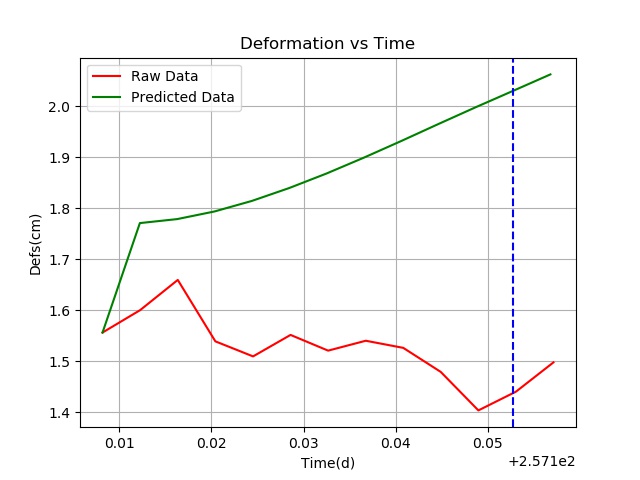 Deformation vs Time
Raw Data
Predicted Data
Defs(cm)
2.0
1.9
1.8
1.7
1.6
1.5
1.4
0.01 0.02 0.03 0.04 0.05
+2.571e2
Time(d)